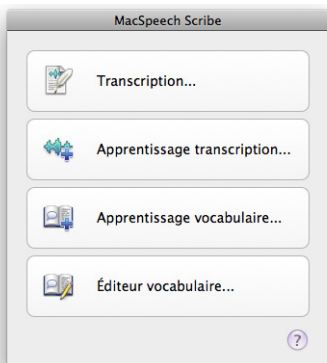 MacSpeech Scribe
Transcription...
Apprentissage transcription...
Apprentissage vocabulaire...
Éditeur vocabulaire...
?